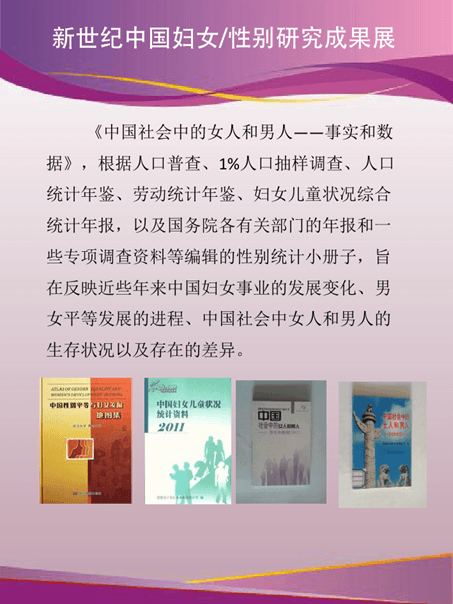 新世纪中国妇女/性别研究成果展
《中国社会中的女人和男人——事实和数
据》，根据人口普查、1%人口抽样调查、人口
统计年鉴、劳动统计年鉴、妇女儿童状况综合
统计年报，以及国务院各有关部门的年报和一
些专项调查资料等编辑的性别统计小册子，旨
在反映近些年来中国妇女事业的发展变化、男
女平等发展的进程、中国社会中女人和男人的
生存状况以及存在的差异。
ATLAS OF GENDER EQUALITY AND
WOMEN'S DEVELOPMENT IN CHINA
中国性别平等与妇女发展
地图集
中国妇女儿童状况
统计资料
2011
中国
社会中的女人和男人
中国社会中的
女人和男人